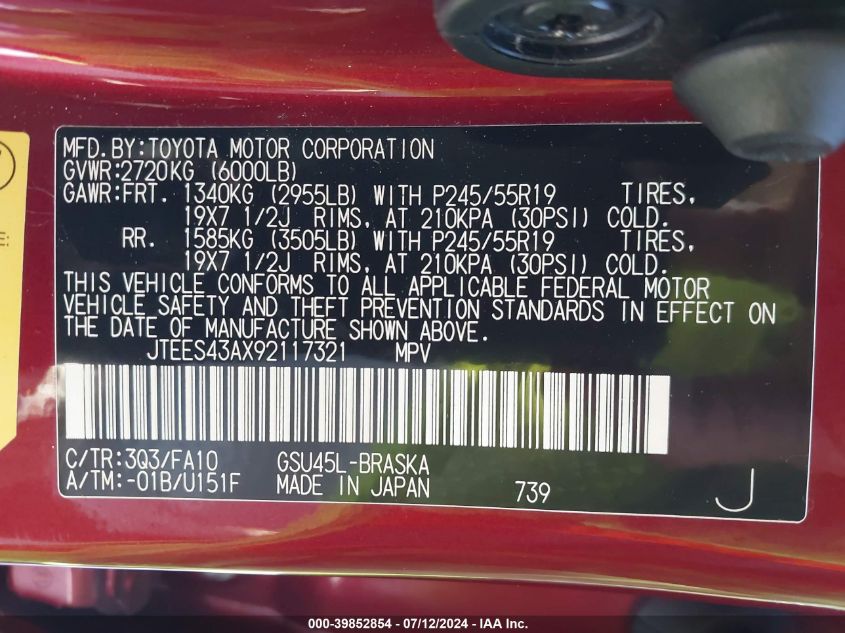 MFD.BY:TOYOTA MOTOR CORPORATION
GVWR:2720KG (6000LB)
GAWR:FRT. 1340KG (2955LB) WITH P245/55R19 TIRES,
19X7 1/2J RIMS, AT 210KPA (30PSI) COLD.
RR. 1585KG (3505LB) WITH P245/55R19 TIRES,
19X7 1/2J RIMS, AT 210KPA (30PSI) COLD.
THIS VEHICLE CONFORMS TO ALL APPLICABLE FEDERAL MOTOR
VEHICLE SAFETY AND THEFT PREVENTION STANDARDS IN EFFECT ON
THE DATE OF MANUFACTURE SHOWN ABOVE.
JTEES43AX92117321 MPV
C/TR:3Q3/FA10 GSU45L-BRASKA
A/TM:-01B/U151F MADE IN JAPAN 739 J
000-39852854 / 07/12/2024 - IAA Inc.